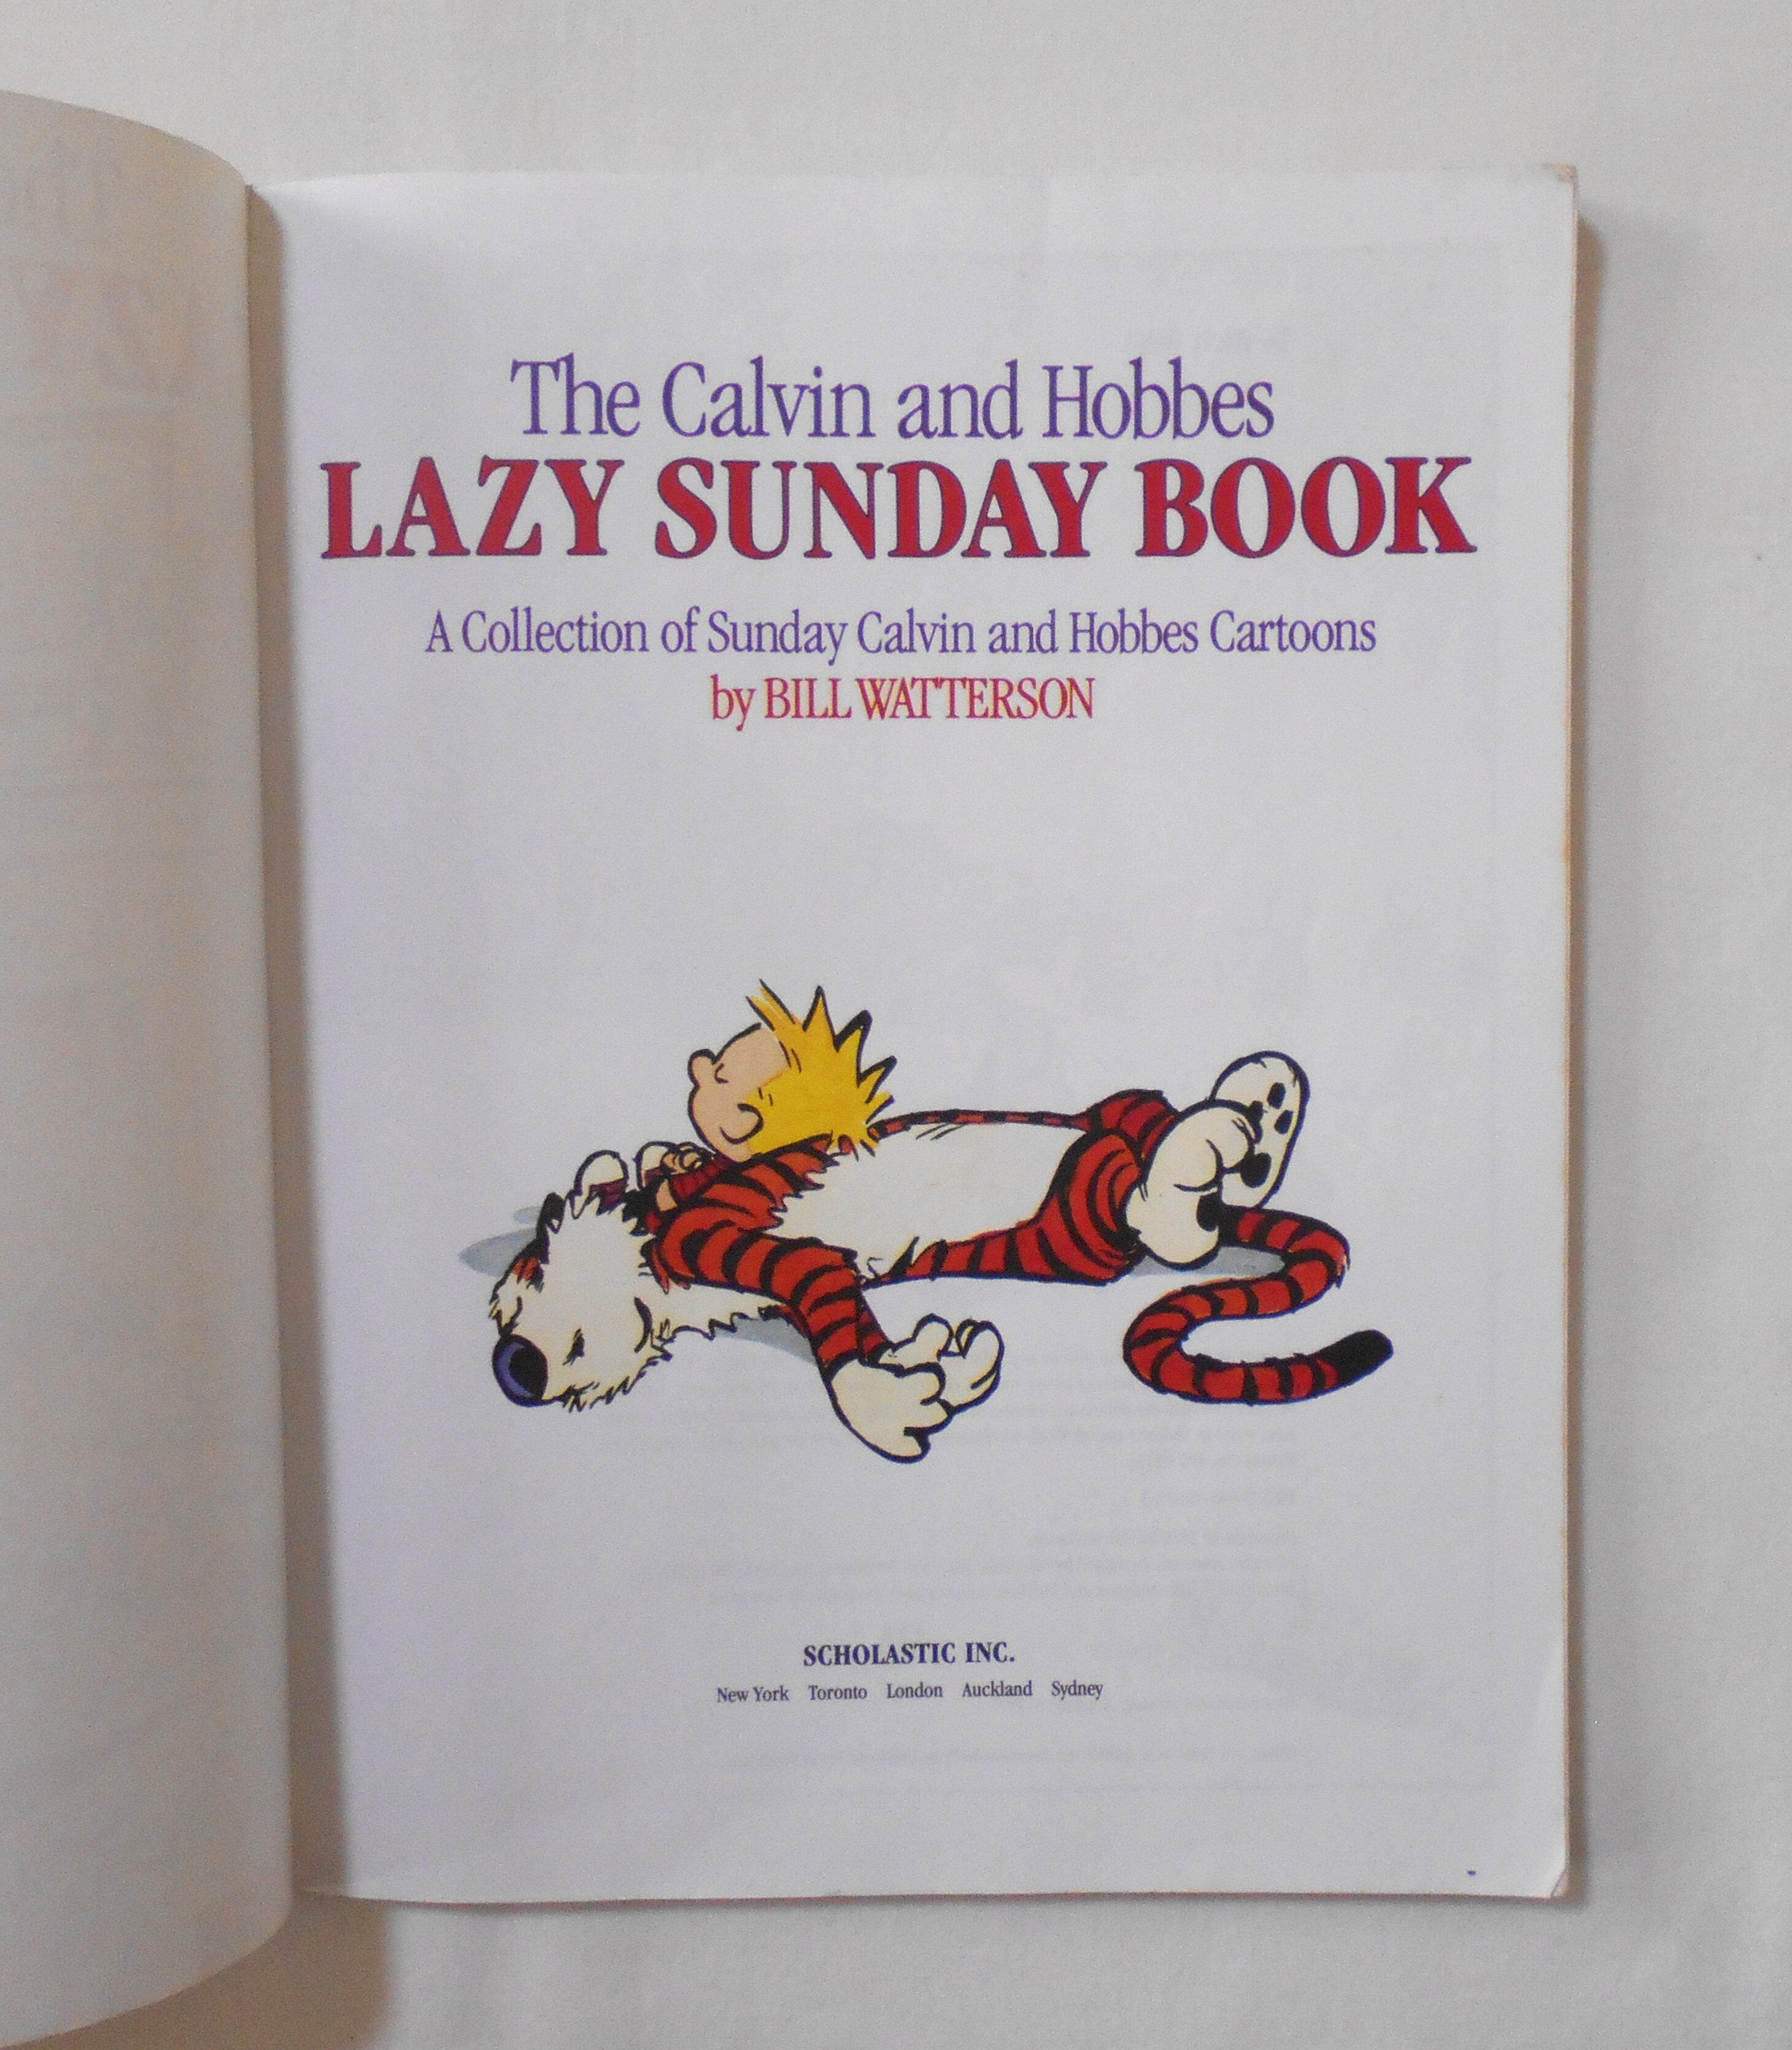 The Calvin and Hobbes
LAZY SUNDAY BOOK
A Collection of Sunday Calvin and Hobbes Cartoons
by BILL WATTERSON
SCHOLASTIC INC.
New York Toronto London Auckland Sydney